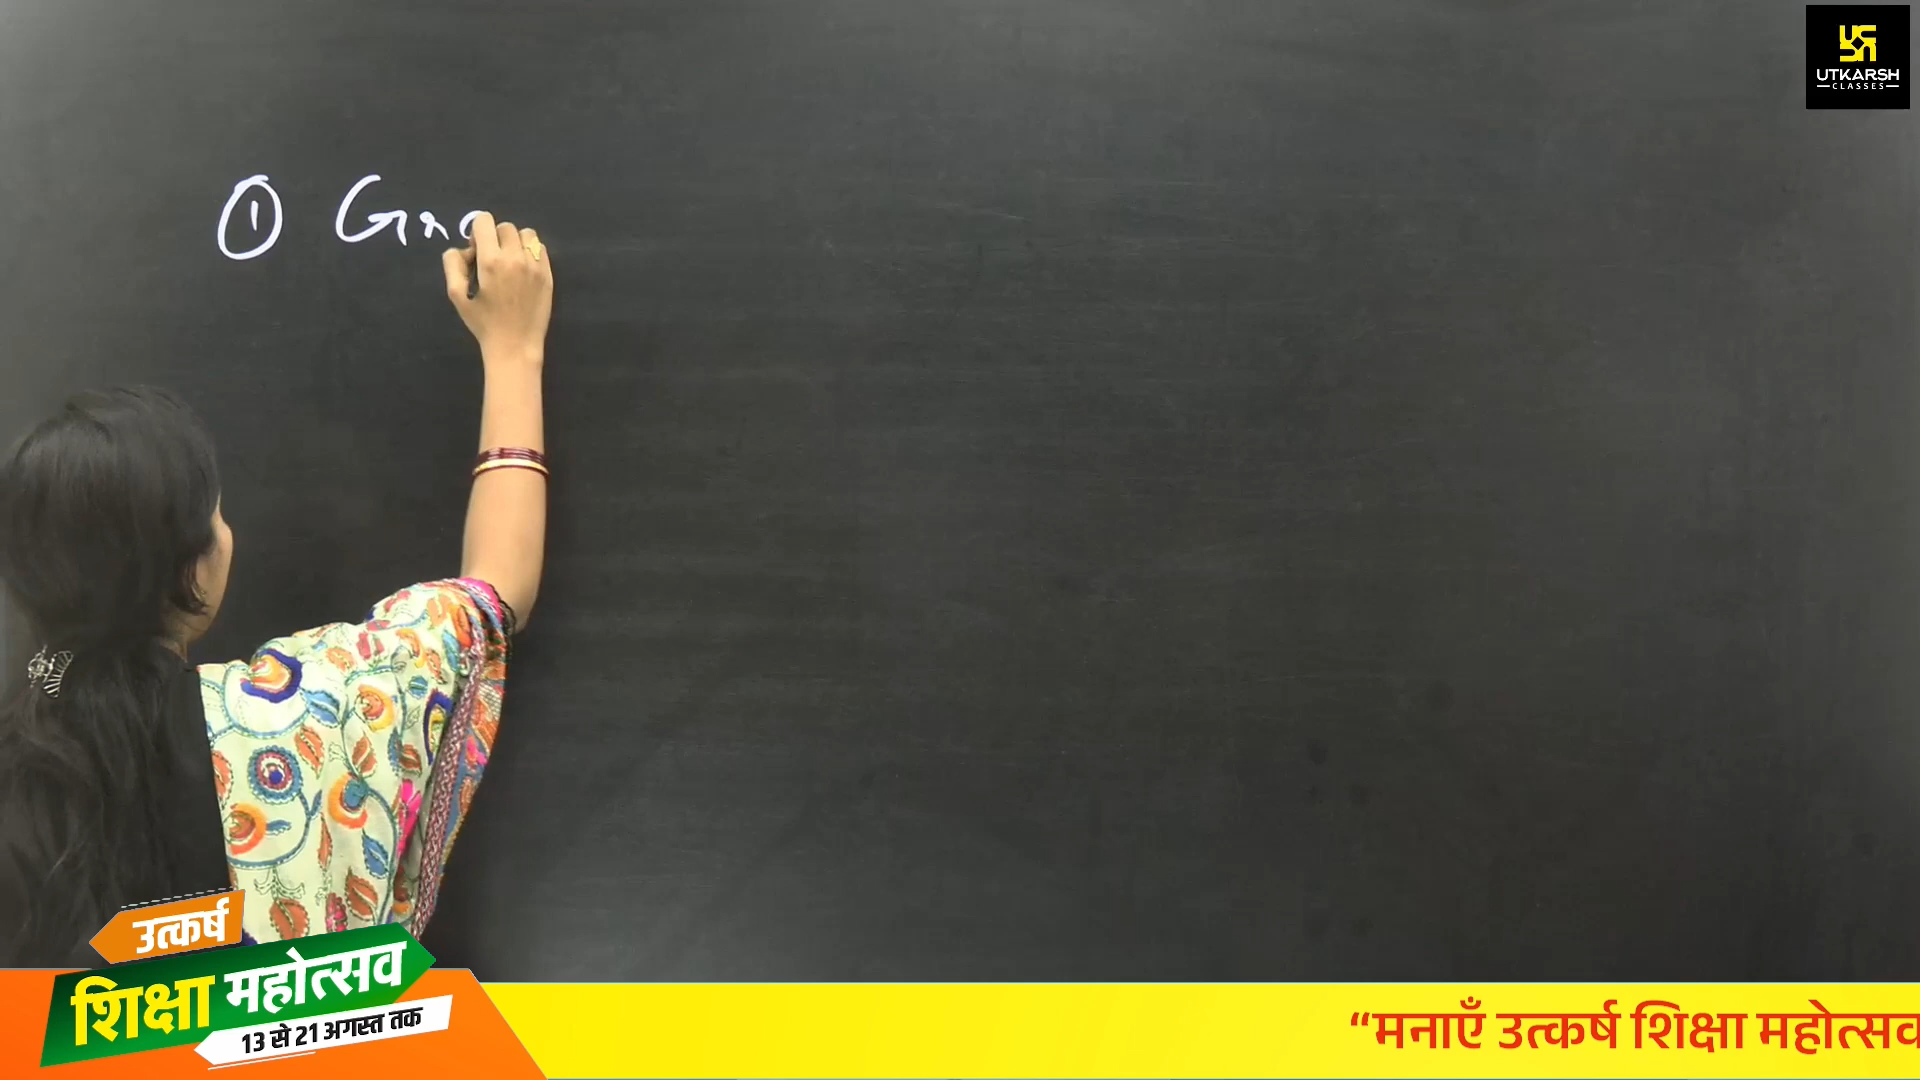 UTKARSH
CLASSES
① Gra
उत्कर्ष
शिक्षा महोत्सव
13 से 21 अगस्त तक
“मनाएँ उत्कर्ष शिक्षा महोत्सव